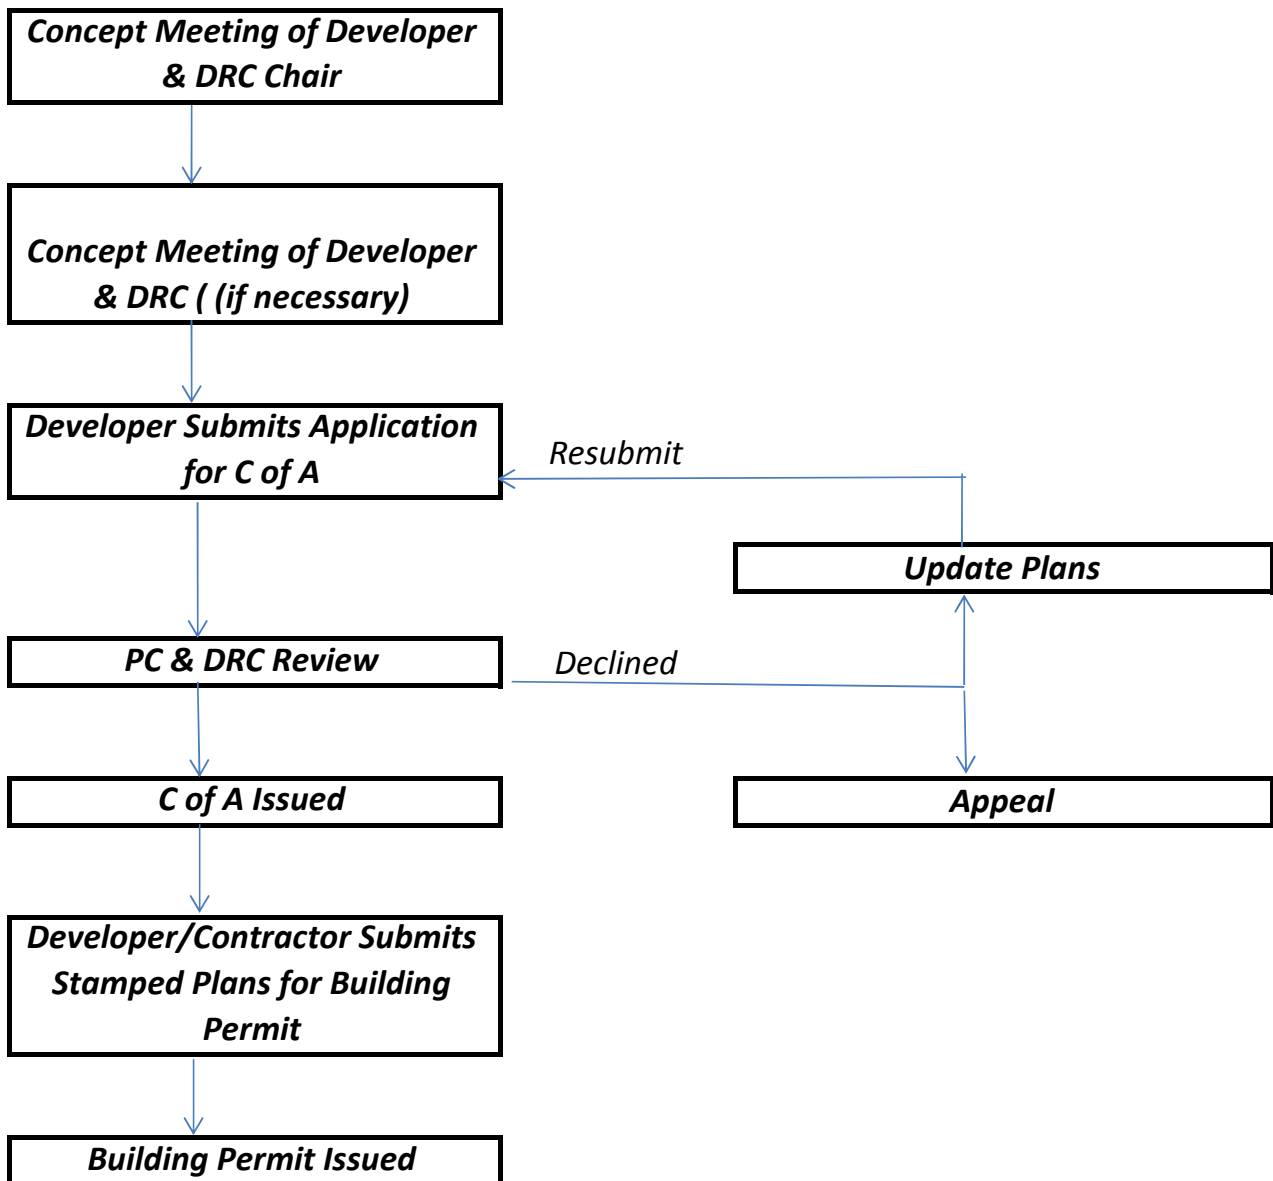 Concept Meeting of Developer
& DRC Chair
Concept Meeting of Developer
& DRC ( (if necessary)
Developer Submits Application
for C of A
Resubmit
Update Plans
PC & DRC Review
Declined
C of A Issued
Appeal
Developer/Contractor Submits
Stamped Plans for Building
Permit
Building Permit Issued